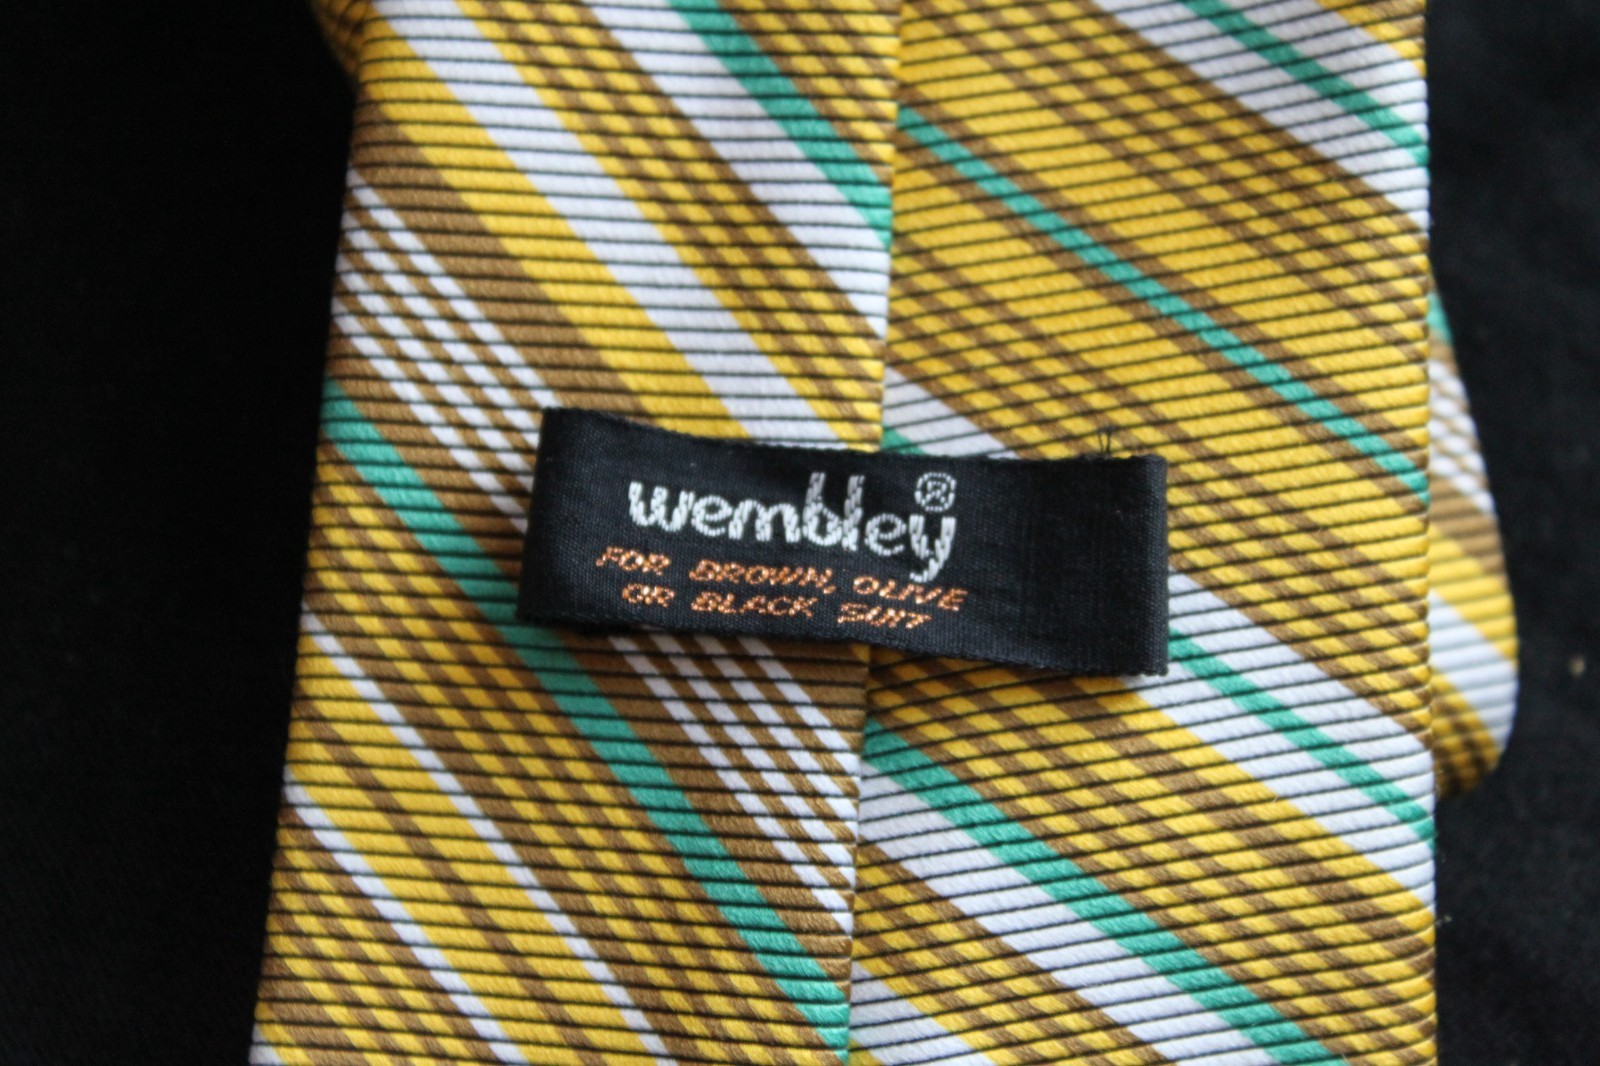 wembley®
FOR BROWN, OLIVE
OR BLACK SUIT